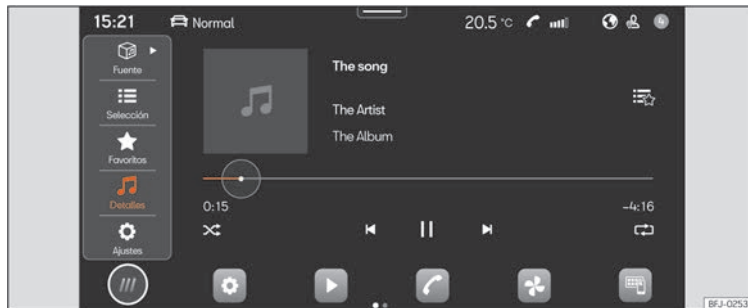 15:21 Normal 20.5 °C 4
Fuente
The song
Selección
The Artist
The Album
Favoritos
Detalles
0:15 -4:16
Ajustes
BFJ-0253